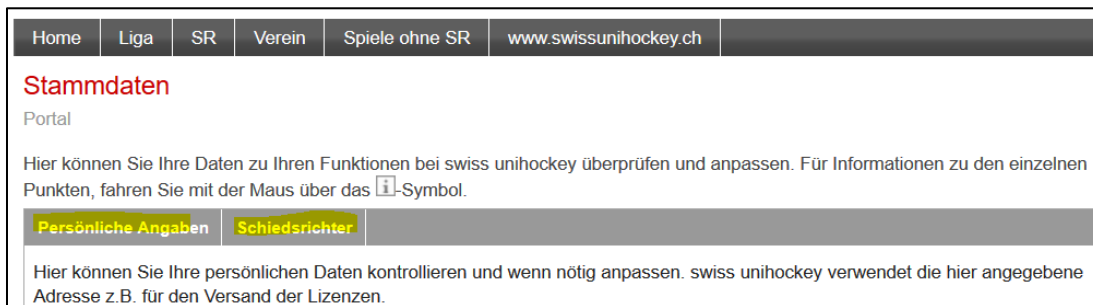 Home Liga SR Verein Spiele ohne SR www.swissunihockey.ch
Stammdaten
Portal
Hier können Sie Ihre Daten zu Ihren Funktionen bei swiss unihockey überprüfen und anpassen. Für Informationen zu den einzelnen
Punkten, fahren Sie mit der Maus über das i-Symbol.
Persönliche Angaben Schiedsrichter
Hier können Sie Ihre persönlichen Daten kontrollieren und wenn nötig anpassen. swiss unihockey verwendet die hier angegebene
Adresse z.B. für den Versand der Lizenzen.